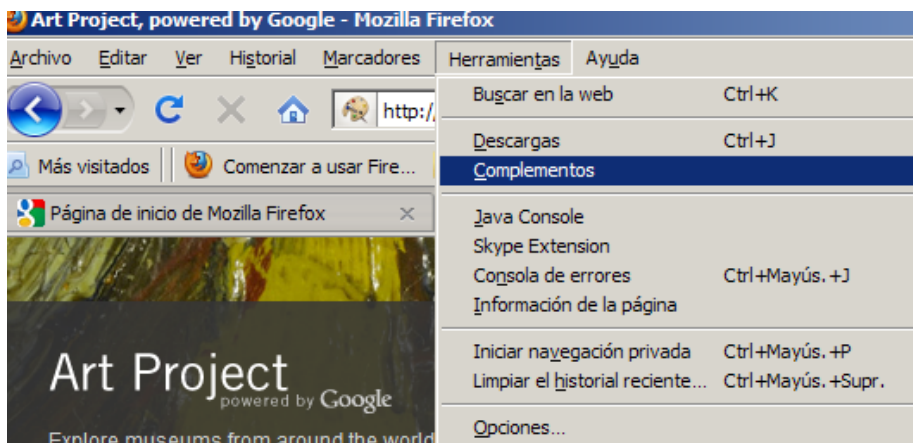 Art Project, powered by Google - Mozilla Firefox
Archivo Editar Ver Historial Marcadores Herramientas Ayuda
http:/
Más visitados Comenzar a usar Fire...
Página de inicio de Mozilla Firefox
Buscar en la web Ctrl+K
Descargas Ctrl+J
Complementos
Java Console
Skype Extension
Consola de errores Ctrl+Mayús.+J
Información de la página
Iniciar navegación privada Ctrl+Mayús.+P
Limpiar el historial reciente... Ctrl+Mayús.+Supr.
Opciones...
Art Project
powered by Google
Explore museums from around the world